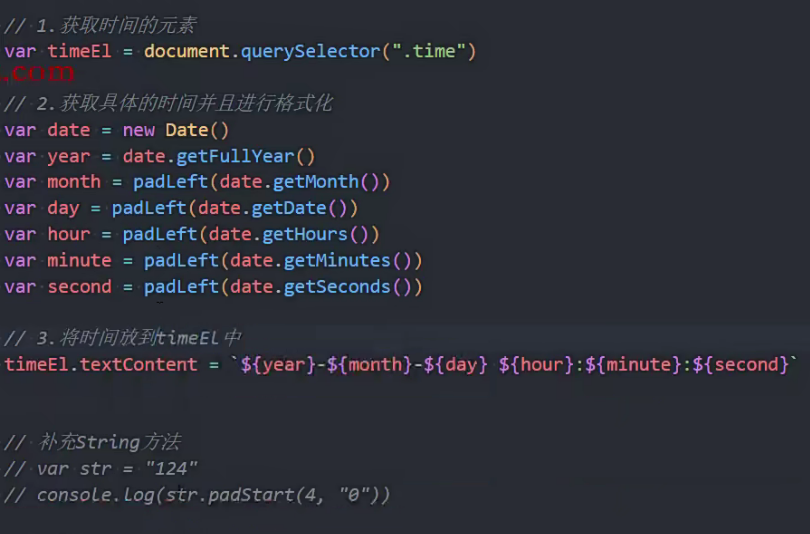 // 1.获取时间的元素
var timeEl = document.querySelector(".time")
.com
// 2.获取具体的时间并且进行格式化
var date = new Date()
var year = date.getFullYear()
var month = padLeft(date.getMonth())
var day = padLeft(date.getDate())
var hour = padLeft(date.getHours())
var minute = padLeft(date.getMinutes())
var second = padLeft(date.getSeconds())
// 3.将时间放到timeEl中
timeEl.textContent = `${year}-${month}-${day} ${hour}:${minute}:${second}`
// 补充String方法
// var str = "124"
// console.log(str.padStart(4, "0"))